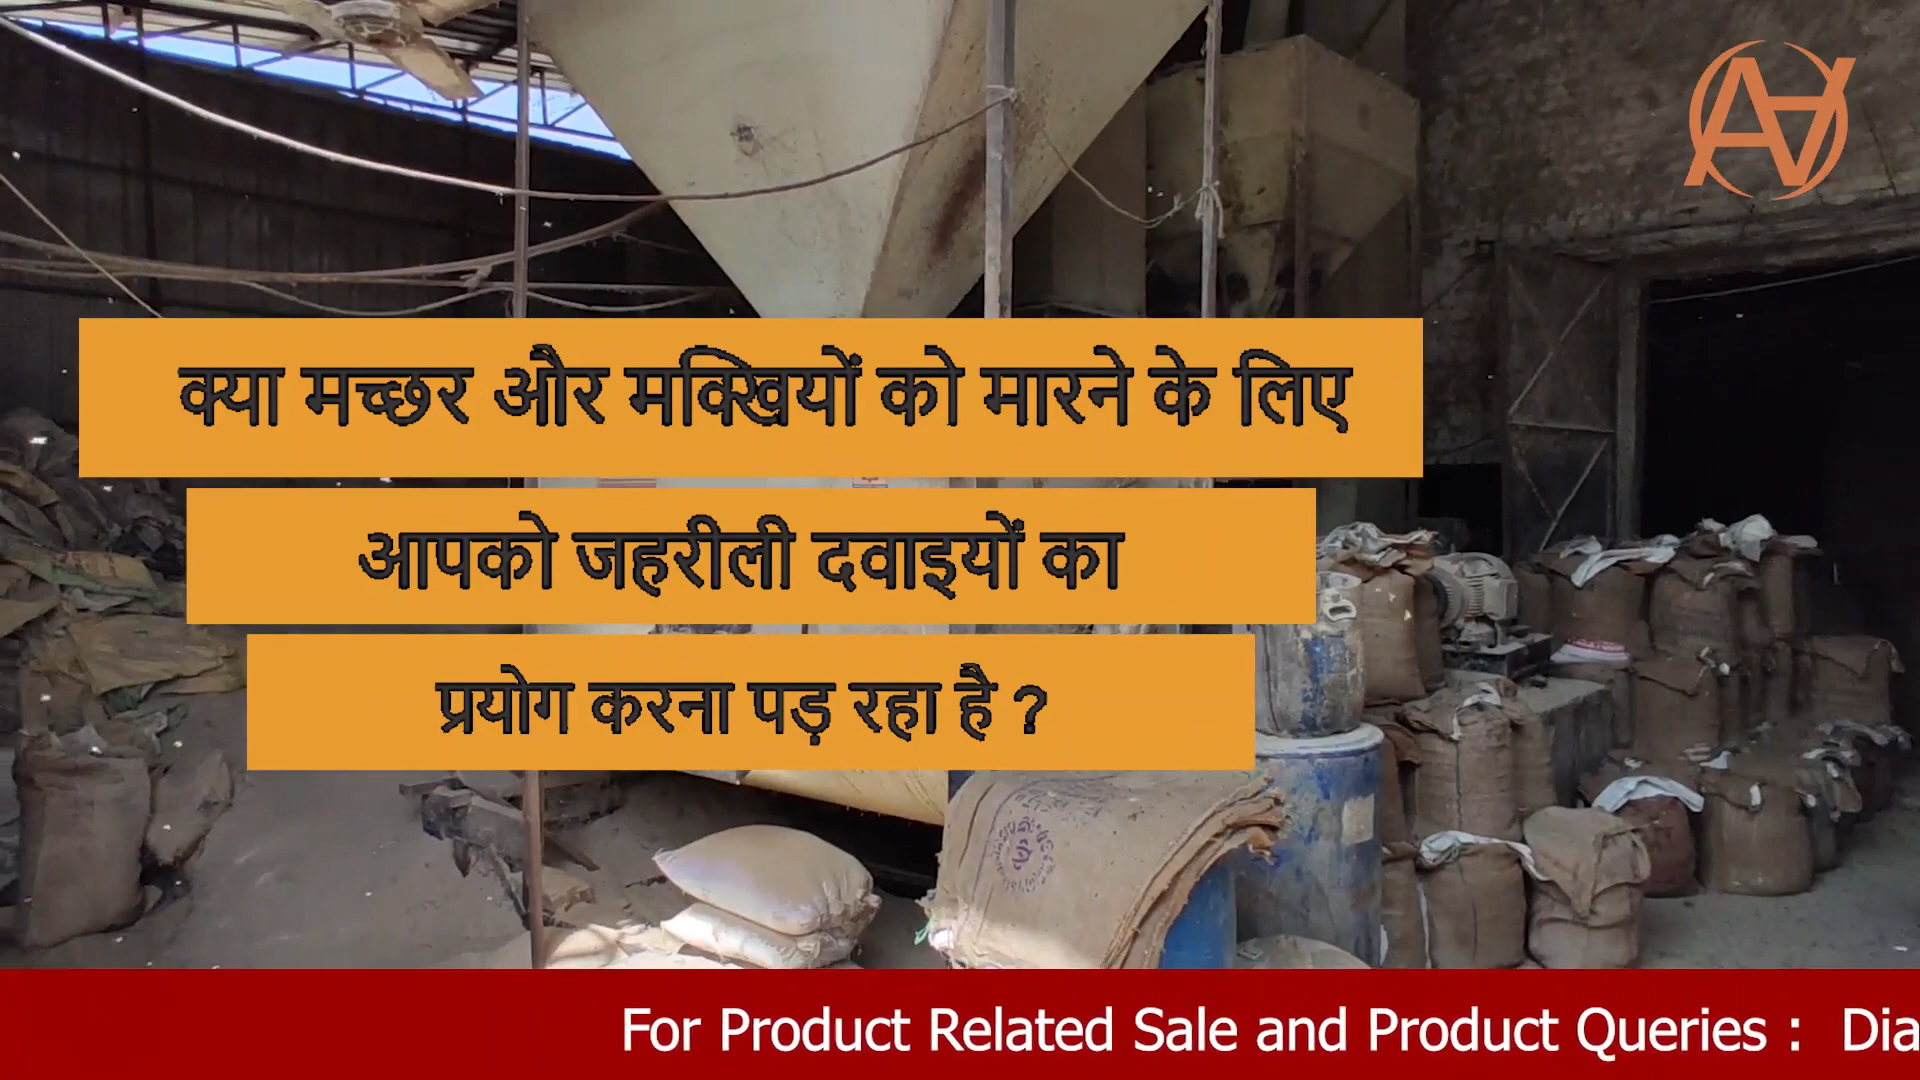 क्या मच्छर और मक्खियों को मारने के लिए
आपको जहरीली दवाइयों का
प्रयोग करना पड़ रहा है ?
For Product Related Sale and Product Queries : Dia